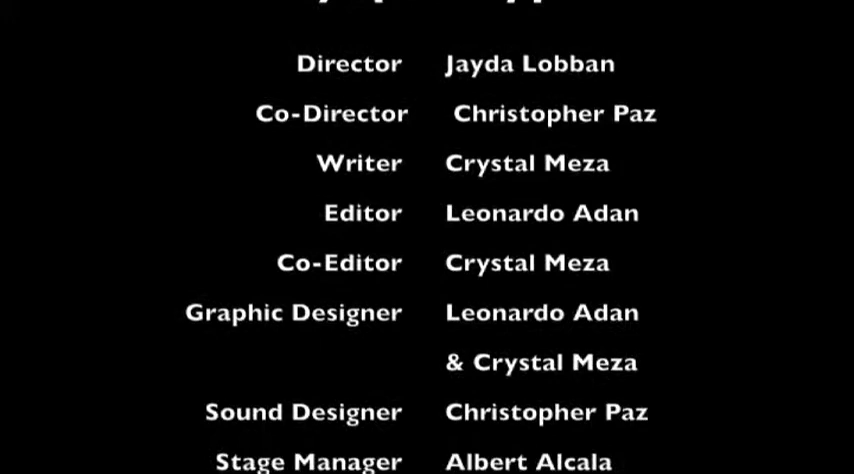 Director Jayda Lobban
Co-Director Christopher Paz
Writer Crystal Meza
Editor Leonardo Adan
Co-Editor Crystal Meza
Graphic Designer Leonardo Adan
& Crystal Meza
Sound Designer Christopher Paz
Stage Manager Albert Alcala